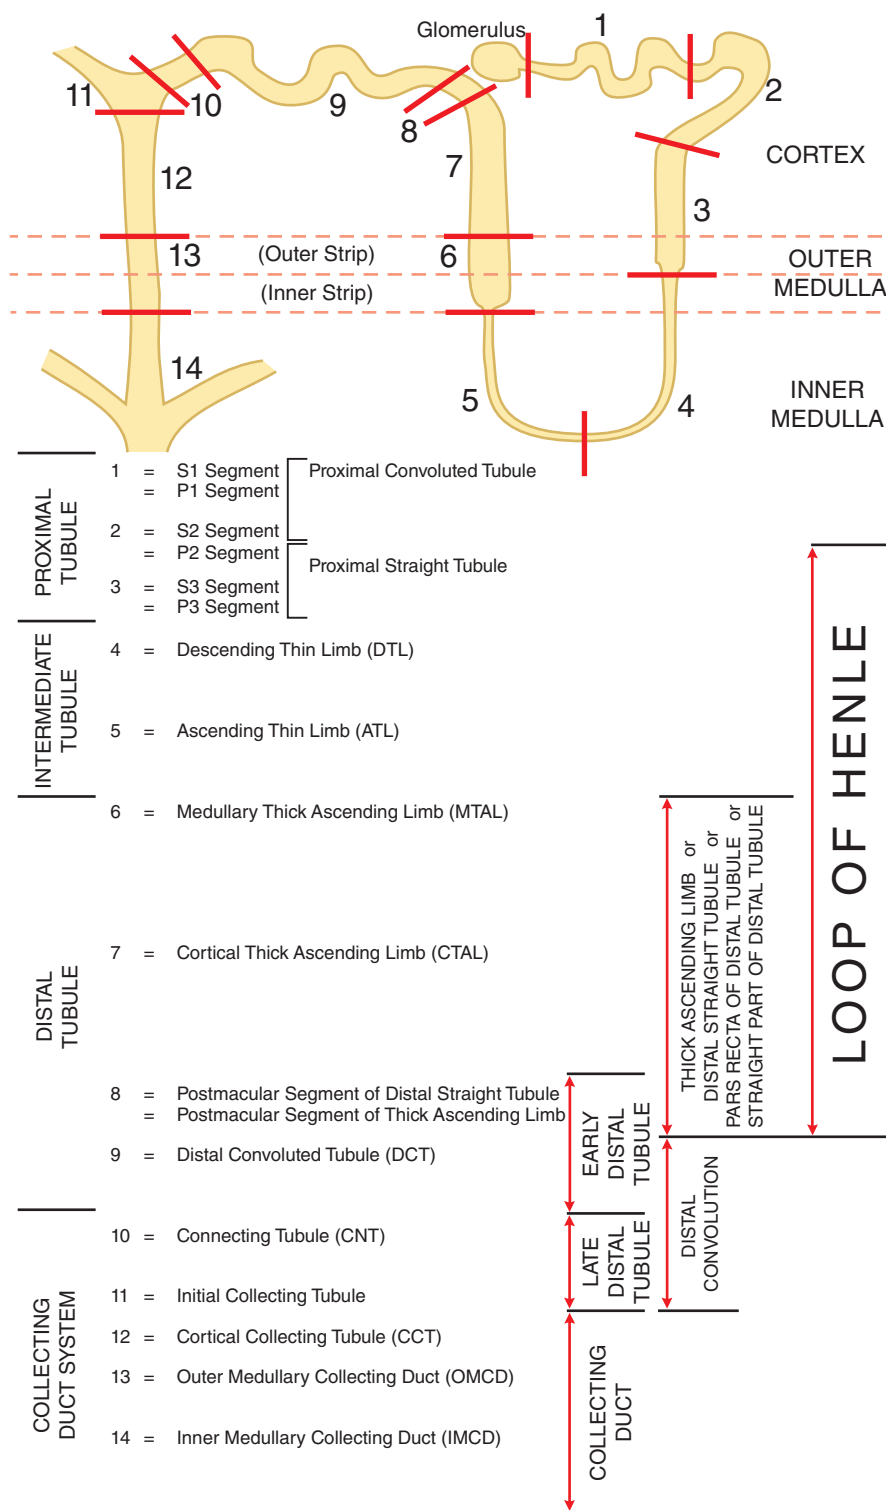 Glomerulus
1
2
3
4
5
6
7
8
9
10
11
12
13
14
CORTEX
(Outer Strip)
(Inner Strip)
OUTER
MEDULLA
INNER
MEDULLA
PROXIMAL
TUBULE
1 = S1 Segment
= P1 Segment
Proximal Convoluted Tubule
2 = S2 Segment
= P2 Segment
Proximal Straight Tubule
3 = S3 Segment
= P3 Segment
INTERMEDIATE
TUBULE
4 = Descending Thin Limb (DTL)
5 = Ascending Thin Limb (ATL)
DISTAL
TUBULE
6 = Medullary Thick Ascending Limb (MTAL)
7 = Cortical Thick Ascending Limb (CTAL)
8 = Postmacular Segment of Distal Straight Tubule
= Postmacular Segment of Thick Ascending Limb
9 = Distal Convoluted Tubule (DCT)
COLLECTING
DUCT SYSTEM
10 = Connecting Tubule (CNT)
11 = Initial Collecting Tubule
12 = Cortical Collecting Tubule (CCT)
13 = Outer Medullary Collecting Duct (OMCD)
14 = Inner Medullary Collecting Duct (IMCD)
EARLY
DISTAL
TUBULE
LATE
DISTAL
TUBULE
COLLECTING
DUCT
THICK ASCENDING LIMB or
DISTAL STRAIGHT TUBULE or
PARS RECTA OF DISTAL TUBULE or
STRAIGHT PART OF DISTAL TUBULE
DISTAL
CONVOLUTION
LOOP OF HENLE